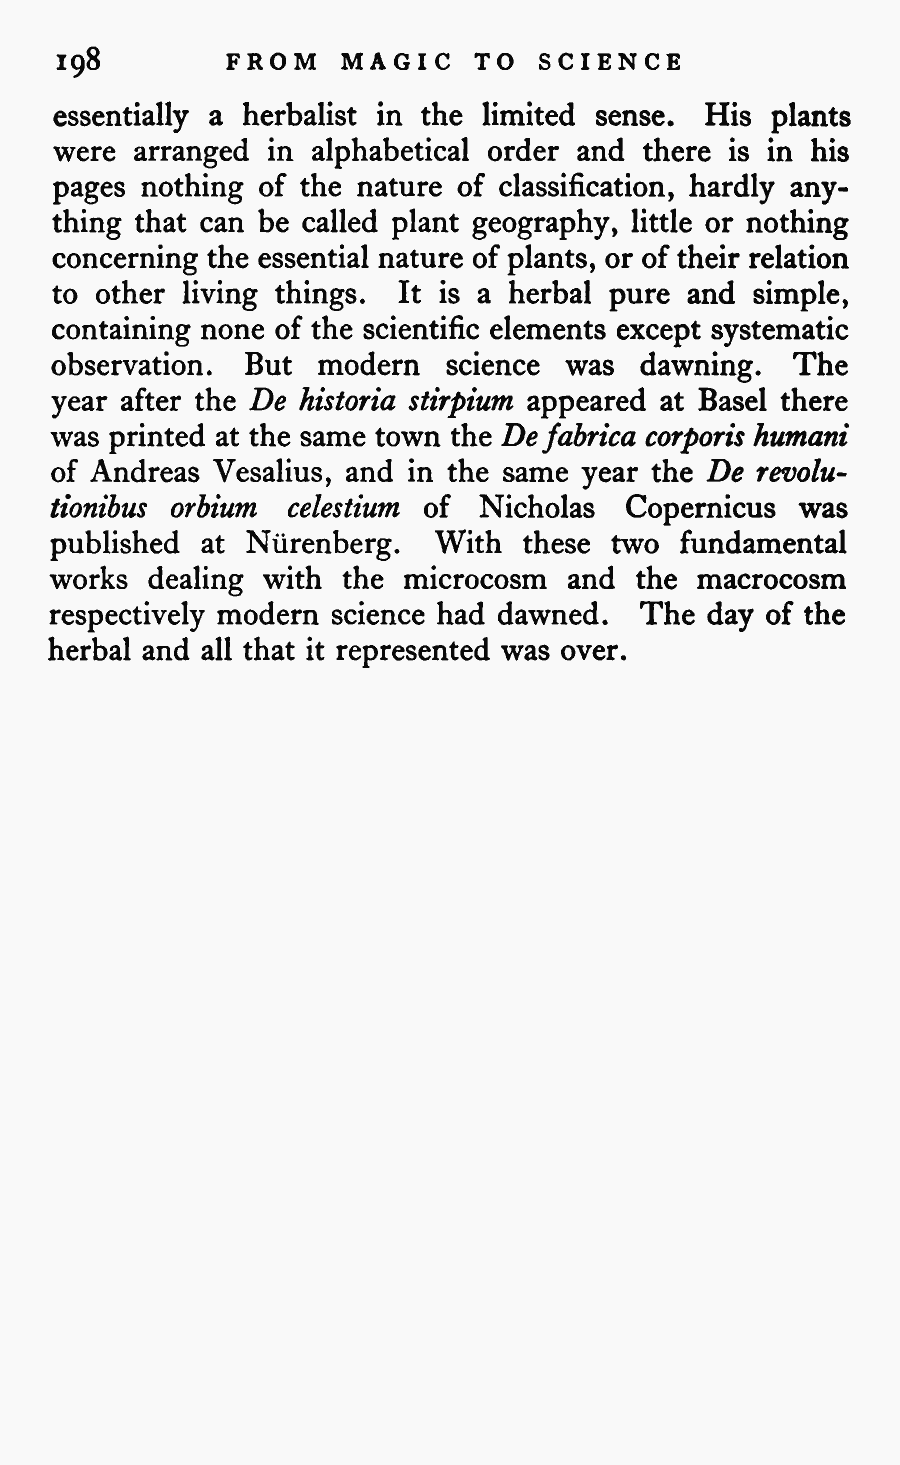 198 FROM MAGIC TO SCIENCE
essentially a herbalist in the limited sense. His plants
were arranged in alphabetical order and there is in his
pages nothing of the nature of classification, hardly any-
thing that can be called plant geography, little or nothing
concerning the essential nature of plants, or of their relation
to other living things. It is a herbal pure and simple,
containing none of the scientific elements except systematic
observation. But modern science was dawning. The
year after the De historia stirpium appeared at Basel there
was printed at the same town the De fabrica corporis humani
of Andreas Vesalius, and in the same year the De revolu-
tionibus orbium celestium of Nicholas Copernicus was
published at Nürenberg. With these two fundamental
works dealing with the microcosm and the macrocosm
respectively modern science had dawned. The day of the
herbal and all that it represented was over.